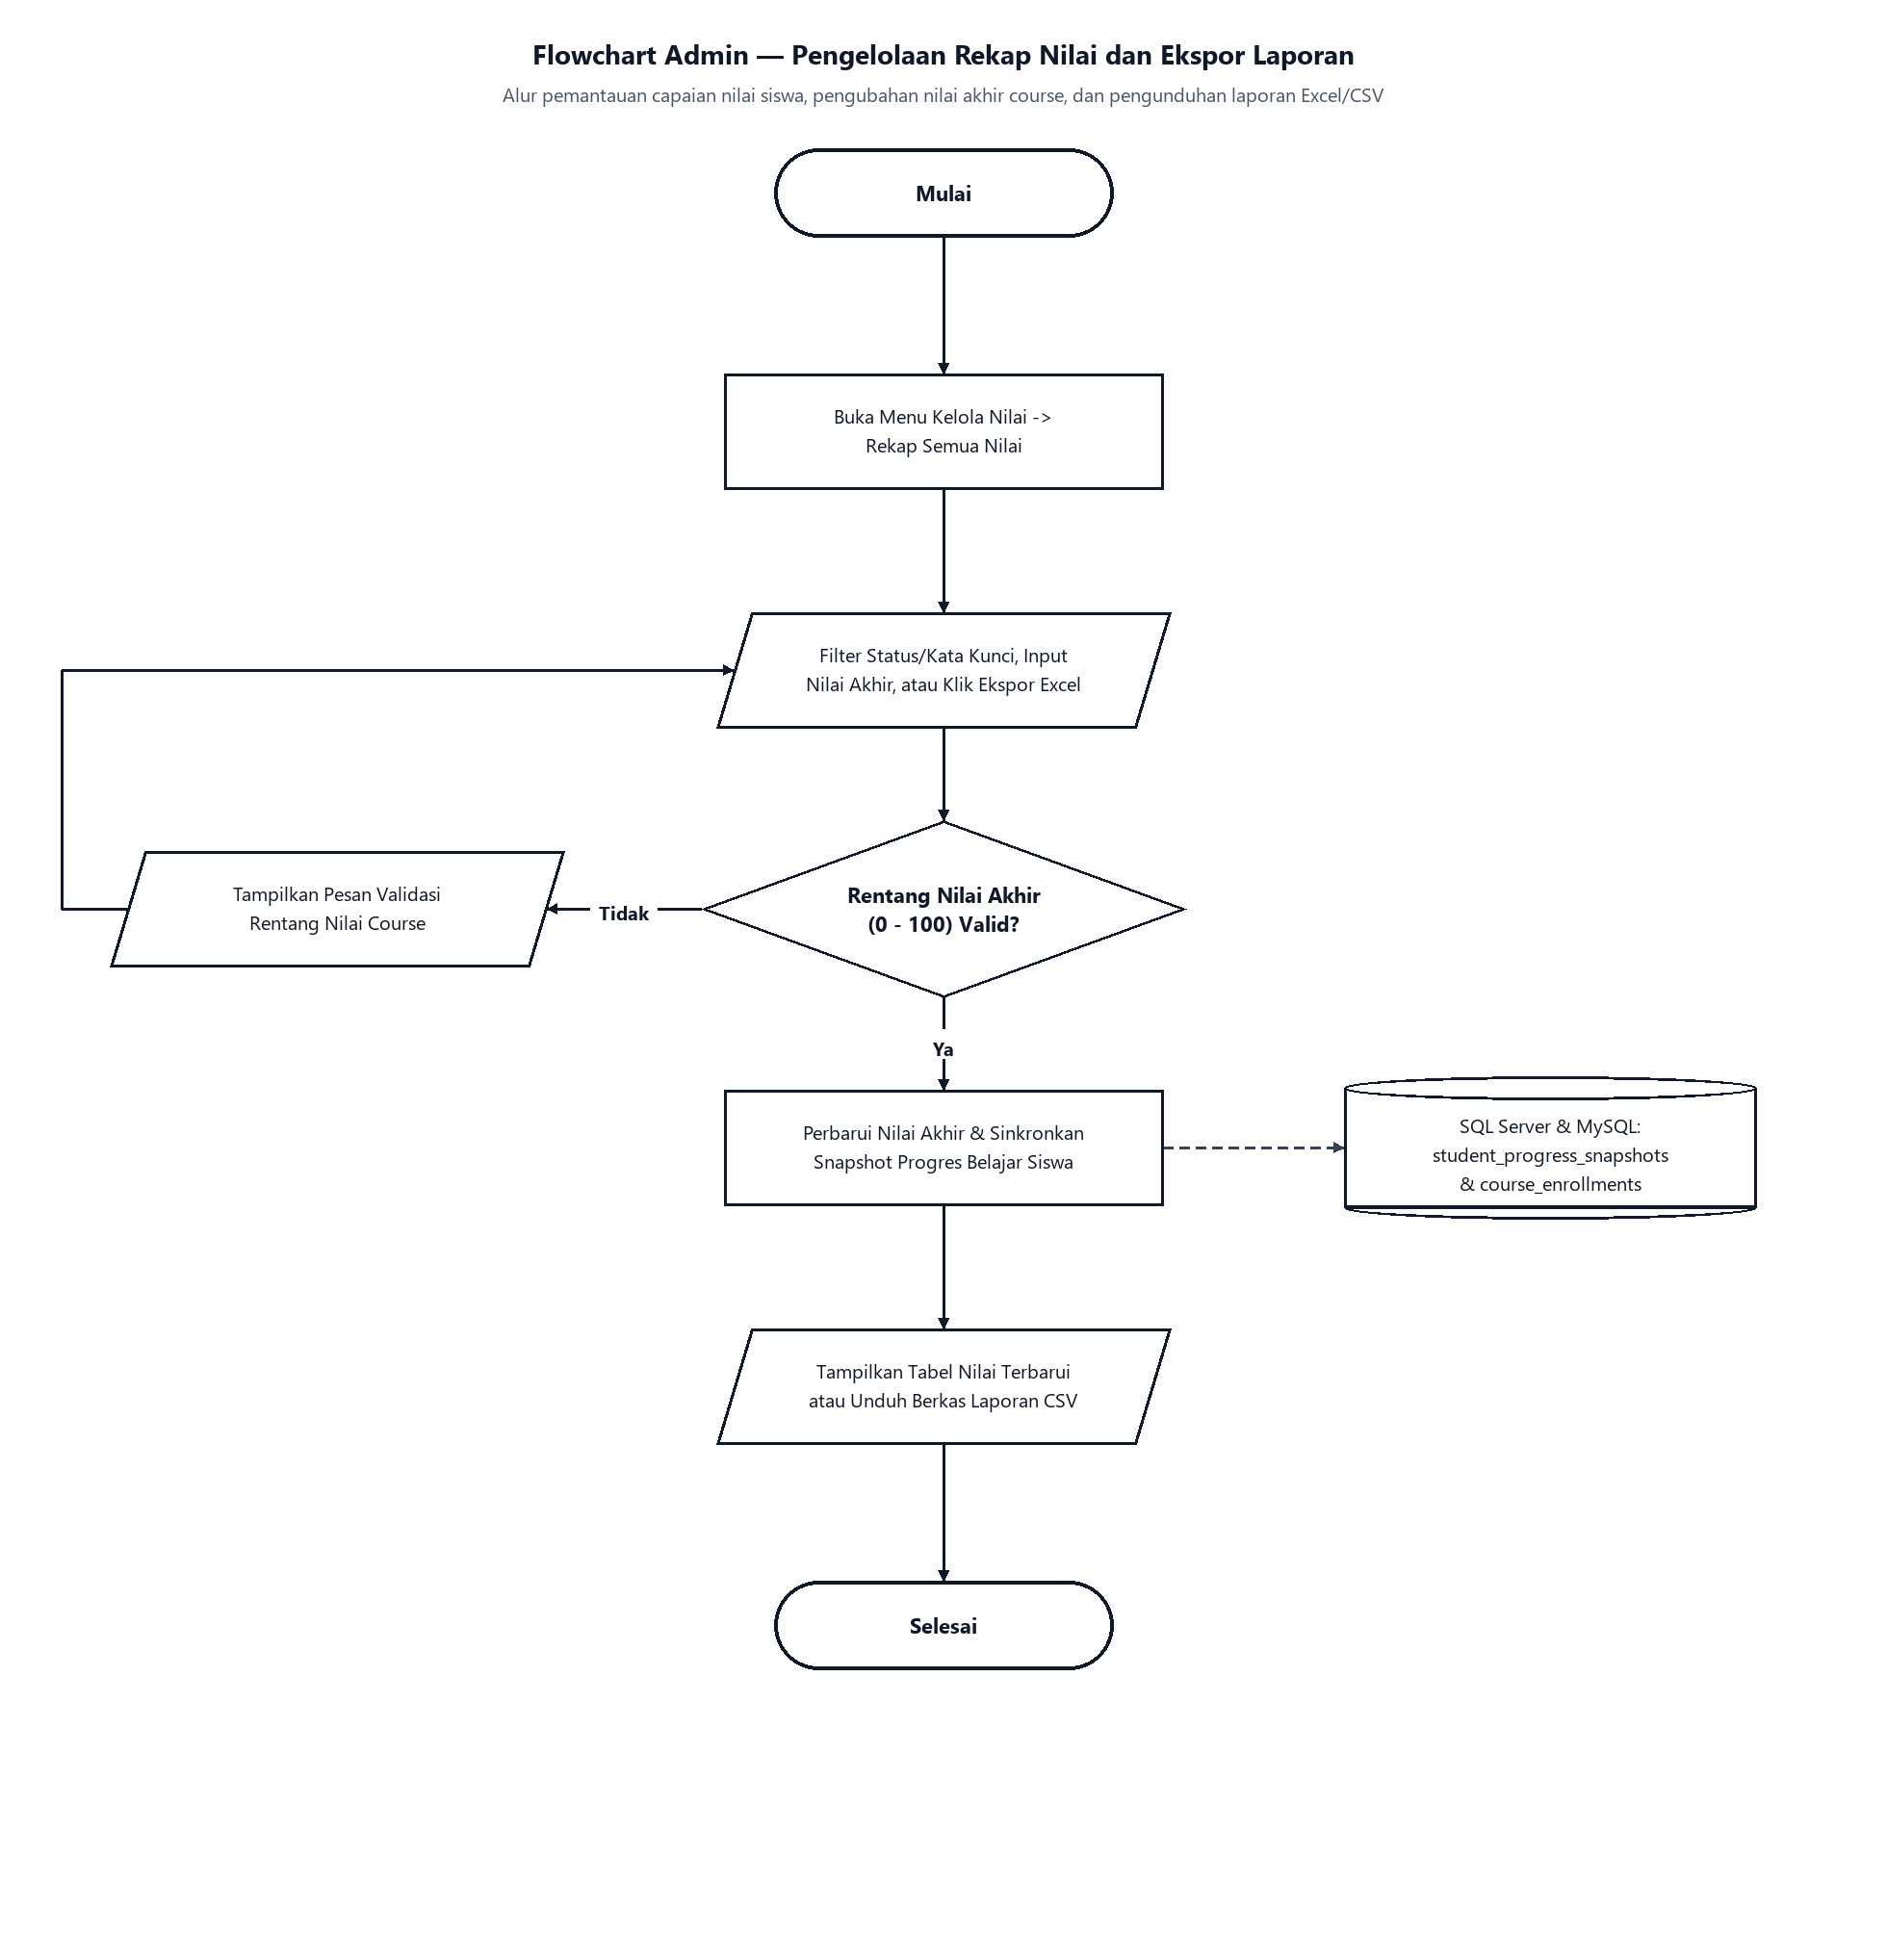 Flowchart Admin — Pengelolaan Rekap Nilai dan Ekspor Laporan
Alur pemantauan capaian nilai siswa, pengubahan nilai akhir course, dan pengunduhan laporan Excel/CSV
Mulai
Buka Menu Kelola Nilai ->
Rekap Semua Nilai
Filter Status/Kata Kunci, Input
Nilai Akhir, atau Klik Ekspor Excel
Tampilkan Pesan Validasi
Rentang Nilai Course
Tidak
Rentang Nilai Akhir
(0 - 100) Valid?
Ya
Perbarui Nilai Akhir & Sinkronkan
Snapshot Progres Belajar Siswa
SQL Server & MySQL:
student_progress_snapshots
& course_enrollments
Tampilkan Tabel Nilai Terbarui
atau Unduh Berkas Laporan CSV
Selesai